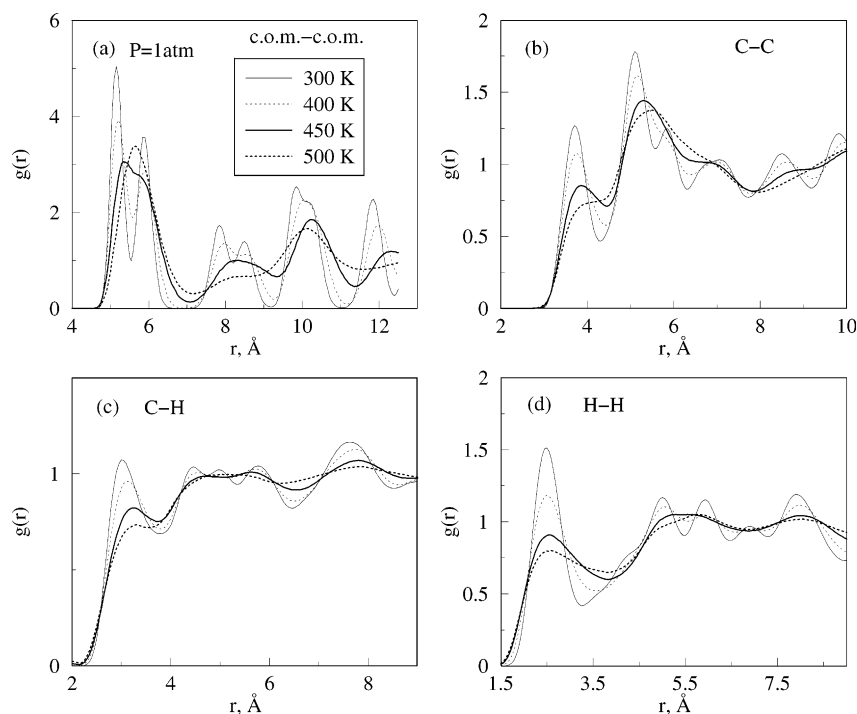 (a)
P=1atm
c.o.m.−c.o.m.
300 K
400 K
450 K
500 K
6
4
2
0
g(r)
4
6
8
10
12
r, Å
(b)
C−C
2
1.5
1
0.5
0
g(r)
2
4
6
8
10
r, Å
(c)
C−H
1
0
g(r)
2
4
6
8
r, Å
(d)
H−H
2
1.5
1
0.5
0
g(r)
1.5
3.5
5.5
7.5
r, Å